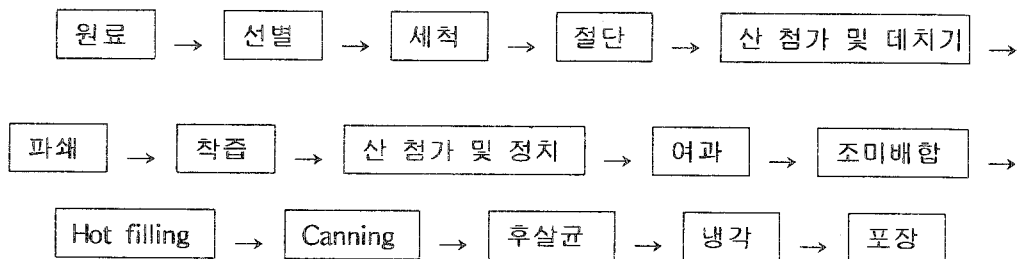 원료 → 선별 → 세척 → 절단 → 산 첨가 및 데치기 →
파쇄 → 착즙 → 산 첨가 및 정치 → 여과 → 조미배합 →
Hot filling → Canning → 후살균 → 냉각 → 포장